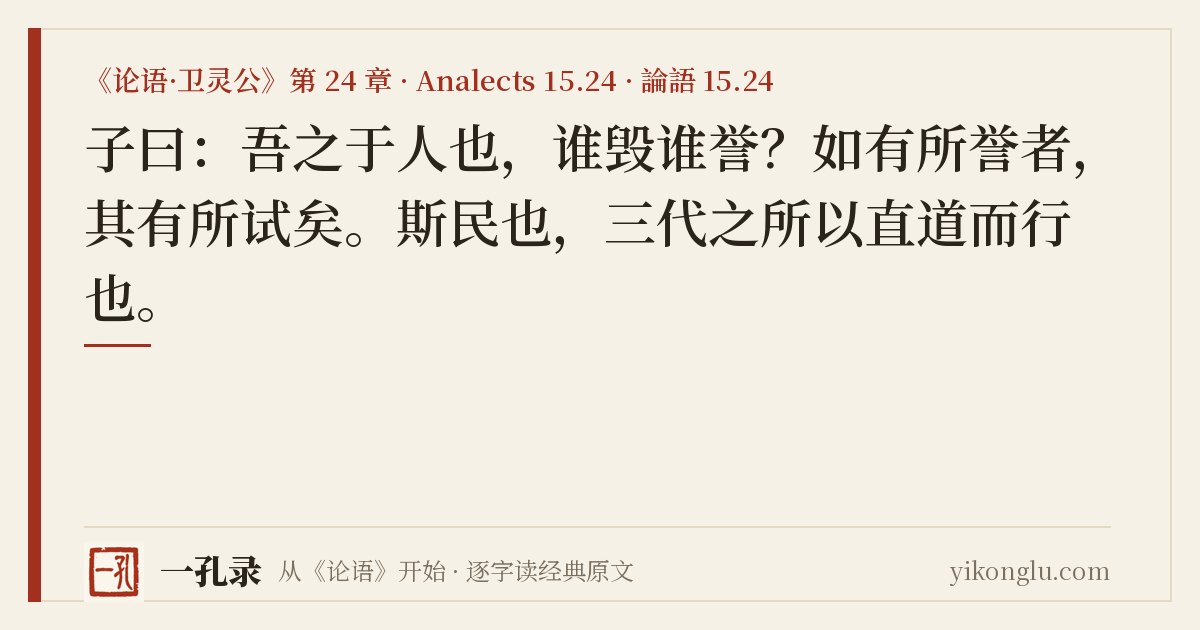 《论语·卫灵公》第 24 章 · Analects 15.24 · 論語 15.24
子曰：吾之于人也，谁毁谁誉？如有所誉者，
其有所试矣。斯民也，三代之所以直道而行
也。
一孔
一孔录 从《论语》开始 · 逐字读经典原文 yikonglu.com